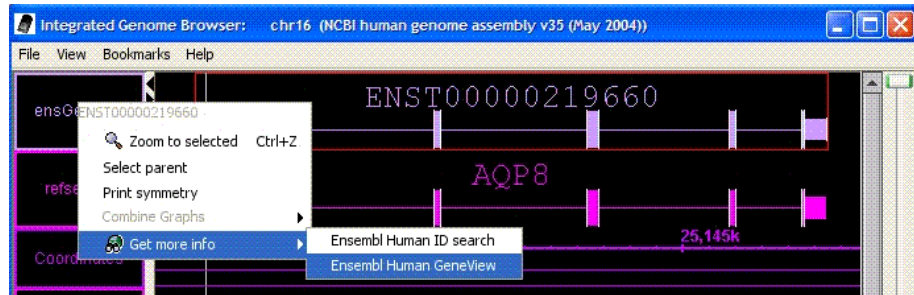 Integrated Genome Browser: chr16 (NCBI human genome assembly v35 (May 2004))
File View Bookmarks Help
ENST00000219660
ensGe
ENST00000219660
Zoom to selected Ctrl+Z
Select parent
AQP8
refse
Print symmetry
Combine Graphs
Get more info
Ensembl Human ID search
25,145k
Coordinates
Ensembl Human GeneView